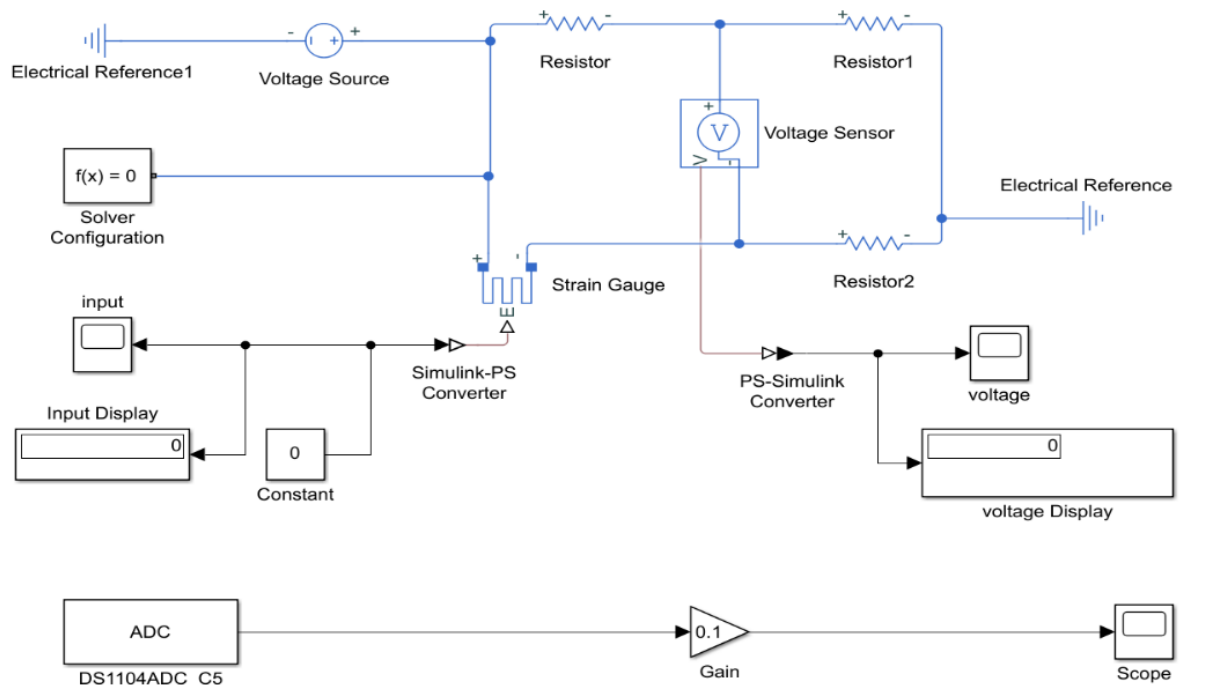 Electrical Reference1
- +
Voltage Source
+ -
Resistor
+ -
Resistor1
+
V
V
-
Voltage Sensor
f(x) = 0
Solver
Configuration
Electrical Reference
+ -
Strain Gauge
E
+ -
Resistor2
input
Simulink-PS
Converter
PS-Simulink
Converter
voltage
Input Display
0
0
Constant
0
voltage Display
ADC
DS1104ADC_C5
0.1
Gain
Scope